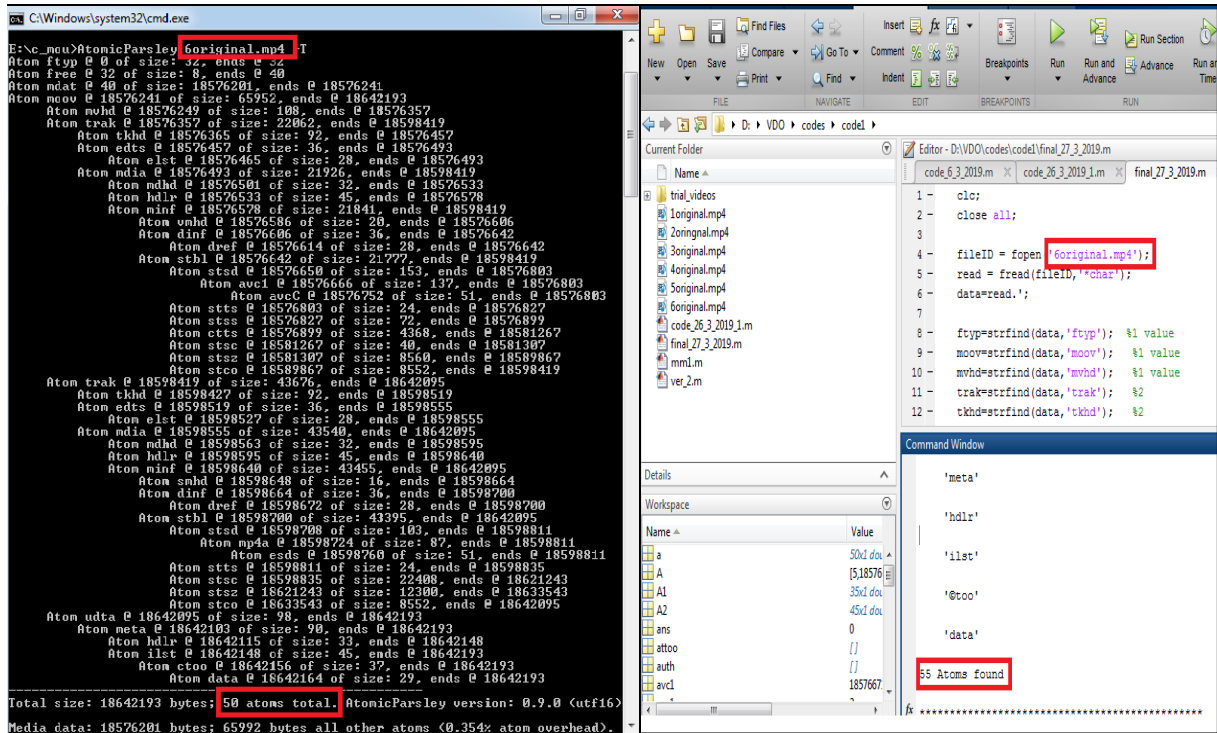 C:\Windows\system32\cmd.exe
E:\c_mcu>AtomicParsley 6original.mp4 -T
Atom ftyp @ 0 of size: 32, ends @ 32
Atom free @ 32 of size: 8, ends @ 40
Atom mdat @ 40 of size: 18576201, ends @ 18576241
Atom moov @ 18576241 of size: 65952, ends @ 18642193
Atom mvhd @ 18576249 of size: 108, ends @ 18576357
Atom trak @ 18576357 of size: 22062, ends @ 18598419
Atom tkhd @ 18576365 of size: 92, ends @ 18576457
Atom edts @ 18576457 of size: 36, ends @ 18576493
Atom elst @ 18576465 of size: 28, ends @ 18576493
Atom mdia @ 18576493 of size: 21926, ends @ 18598419
Atom mdhd @ 18576501 of size: 32, ends @ 18576533
Atom hdlr @ 18576533 of size: 45, ends @ 18576578
Atom minf @ 18576578 of size: 21841, ends @ 18598419
Atom vmhd @ 18576586 of size: 20, ends @ 18576606
Atom dinf @ 18576606 of size: 36, ends @ 18576642
Atom dref @ 18576614 of size: 28, ends @ 18576642
Atom stbl @ 18576642 of size: 21777, ends @ 18598419
Atom stsd @ 18576650 of size: 153, ends @ 18576803
Atom avc1 @ 18576666 of size: 137, ends @ 18576803
Atom avcC @ 18576752 of size: 51, ends @ 18576803
Atom stts @ 18576803 of size: 24, ends @ 18576827
Atom stss @ 18576827 of size: 72, ends @ 18576899
Atom ctts @ 18576899 of size: 4368, ends @ 18581267
Atom stsc @ 18581267 of size: 40, ends @ 18581307
Atom stsz @ 18581307 of size: 8560, ends @ 18589867
Atom stco @ 18589867 of size: 8552, ends @ 18598419
Atom trak @ 18598419 of size: 43676, ends @ 18642095
Atom tkhd @ 18598427 of size: 92, ends @ 18598519
Atom edts @ 18598519 of size: 36, ends @ 18598555
Atom elst @ 18598527 of size: 28, ends @ 18598555
Atom mdia @ 18598555 of size: 43540, ends @ 18642095
Atom mdhd @ 18598563 of size: 32, ends @ 18598595
Atom hdlr @ 18598595 of size: 45, ends @ 18598640
Atom minf @ 18598640 of size: 43455, ends @ 18642095
Atom smhd @ 18598648 of size: 16, ends @ 18598664
Atom dinf @ 18598664 of size: 36, ends @ 18598700
Atom dref @ 18598672 of size: 28, ends @ 18598700
Atom stbl @ 18598700 of size: 43395, ends @ 18642095
Atom stsd @ 18598708 of size: 103, ends @ 18598811
Atom mp4a @ 18598724 of size: 87, ends @ 18598811
Atom esds @ 18598760 of size: 51, ends @ 18598811
Atom stts @ 18598811 of size: 24, ends @ 18598835
Atom stsc @ 18598835 of size: 22408, ends @ 18621243
Atom stsz @ 18621243 of size: 12300, ends @ 18633543
Atom stco @ 18633543 of size: 8552, ends @ 18642095
Atom udta @ 18642095 of size: 98, ends @ 18642193
Atom meta @ 18642103 of size: 90, ends @ 18642193
Atom hdlr @ 18642115 of size: 33, ends @ 18642148
Atom ilst @ 18642148 of size: 45, ends @ 18642193
Atom ctoo @ 18642156 of size: 37, ends @ 18642193
Atom data @ 18642164 of size: 29, ends @ 18642193
Total size: 18642193 bytes; 50 atoms total. AtomicParsley version: 0.9.0 (utf16)
Media data: 18576201 bytes; 65992 bytes all other atoms (0.354% atom overhead).
New Open Save
Find Files
Compare
Print
Go To
Find
Insert fx
Comment
Indent
Breakpoints
Run
Run and Advance
Run Section
Advance
Run an
Time
FILE NAVIGATE EDIT BREAKPOINTS RUN
D: VDO codes code1
Current Folder
Name
trial_videos
1original.mp4
2oringnal.mp4
3original.mp4
4original.mp4
5original.mp4
6original.mp4
code_26_3_2019_1.m
final_27_3_2019.m
mm1.m
ver_2.m
Details
Workspace
Name Value
a 50x1 dou
A [5,18576
A1 35x1 dou
A2 45x1 dou
ans 0
attoo []
auth []
avc1 1857667
Editor - D:\VDO\codes\code1\final_27_3_2019.m
code_6_3_2019.m code_26_3_2019_1.m final_27_3_2019.m
1 - clc;
2 - close all;
3
4 - fileID = fopen('6original.mp4');
5 - read = fread(fileID,'*char');
6 - data=read.';
7
8 - ftyp=strfind(data,'ftyp'); %1 value
9 - moov=strfind(data,'moov'); %1 value
10 - mvhd=strfind(data,'mvhd'); %1 value
11 - trak=strfind(data,'trak'); %2
12 - tkhd=strfind(data,'tkhd'); %2
Command Window
'meta'
'hdlr'
'ilst'
'©too'
'data'
55 Atoms found
fx ************************************************